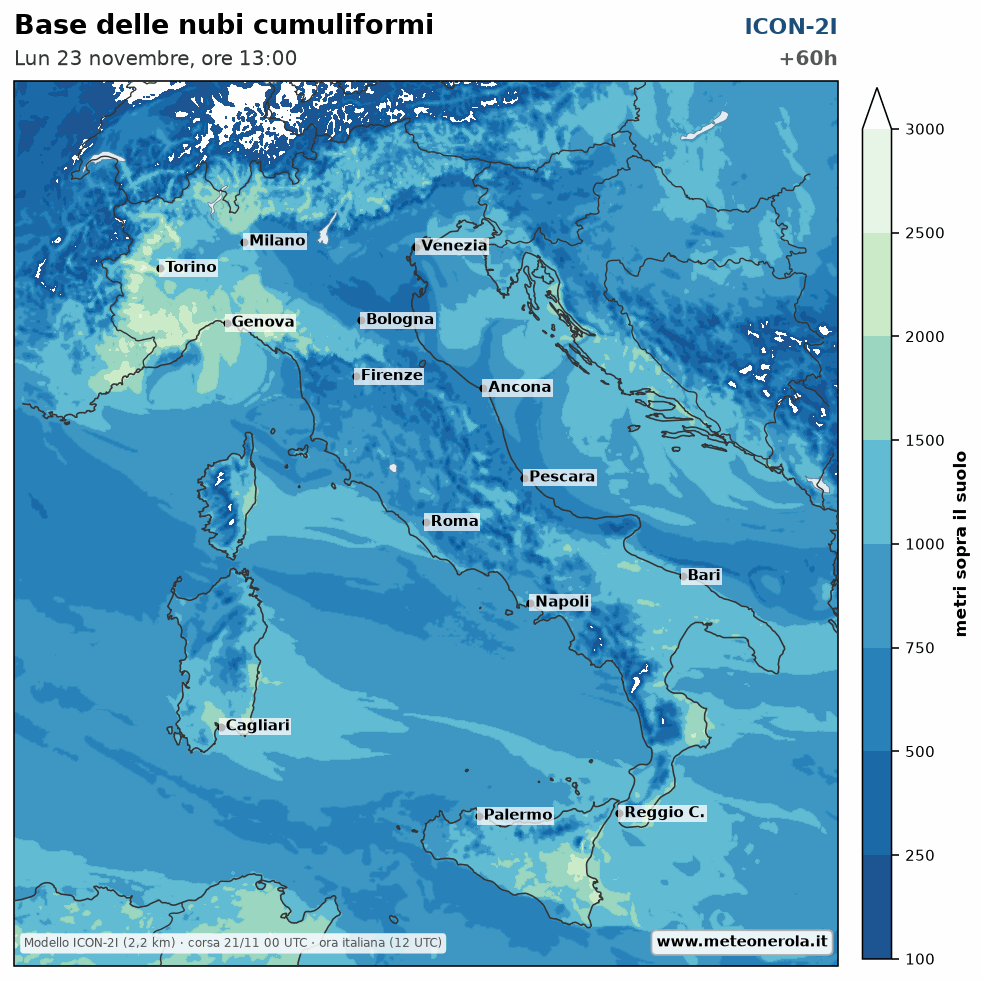 Base delle nubi cumuliformi
ICON-2I
Lun 23 novembre, ore 13:00
+60h
3000
2500
2000
1500
1000
750
500
250
100
metri sopra il suolo
Milano
Venezia
Torino
Genova
Bologna
Firenze
Ancona
Pescara
Roma
Bari
Napoli
Cagliari
Palermo
Reggio C.
Modello ICON-2I (2,2 km) · corsa 21/11 00 UTC · ora italiana (12 UTC)
www.meteonerola.it